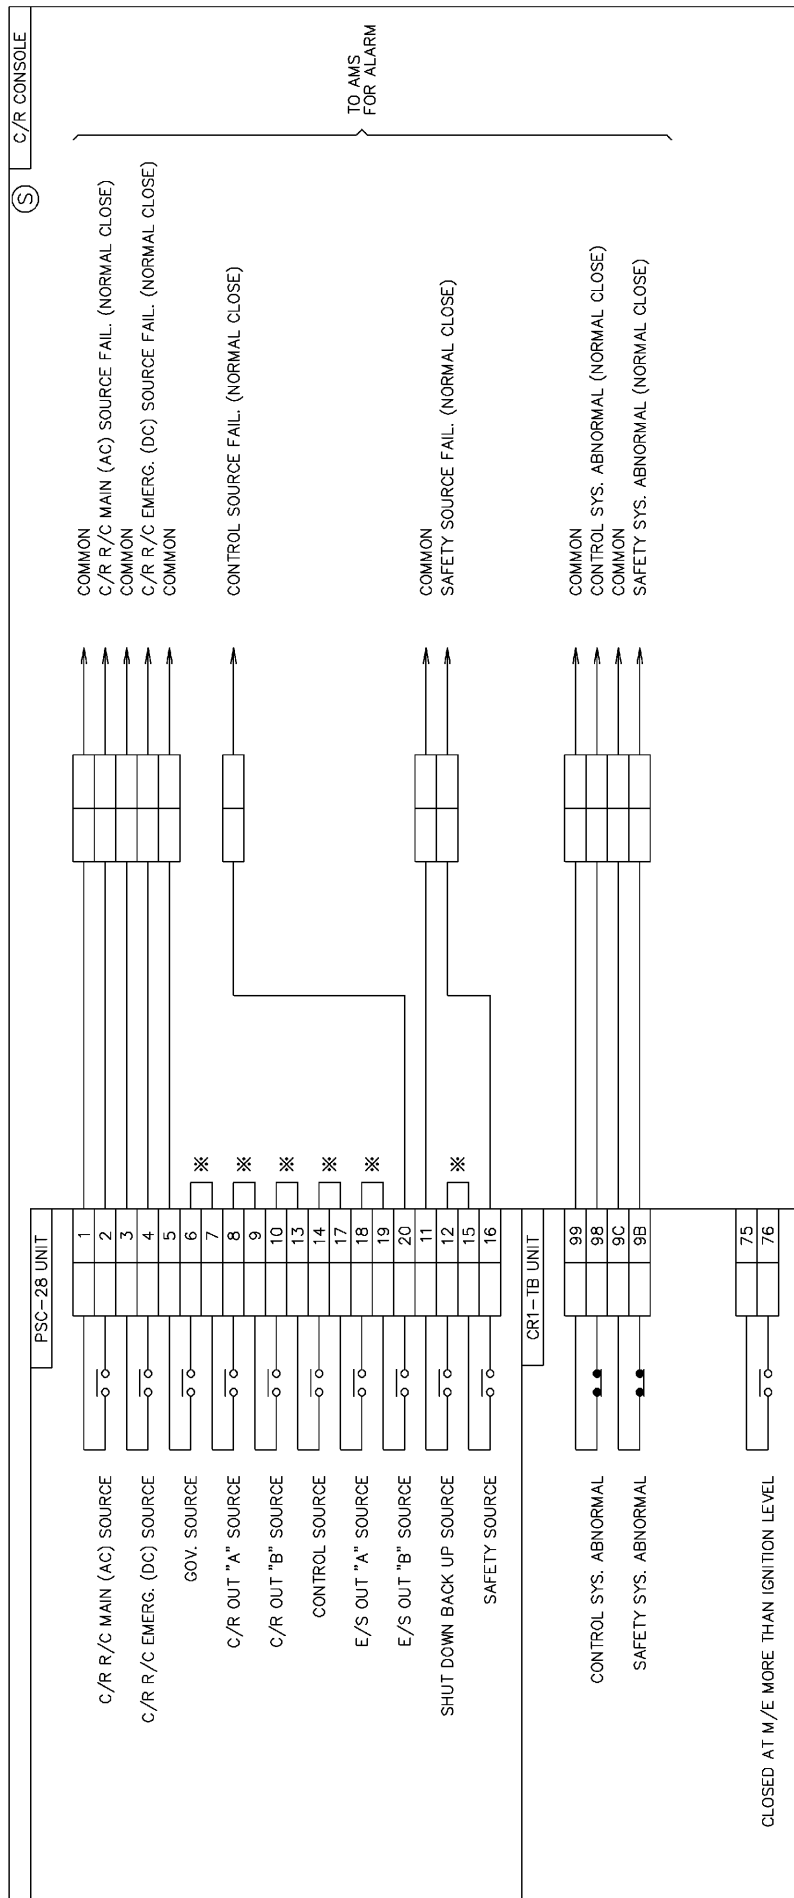 C/R CONSOLE
S
TO AMS
FOR ALARM
COMMON
C/R R/C MAIN (AC) SOURCE FAIL. (NORMAL CLOSE)
COMMON
C/R R/C EMERG. (DC) SOURCE FAIL. (NORMAL CLOSE)
COMMON
CONTROL SOURCE FAIL. (NORMAL CLOSE)
COMMON
SAFETY SOURCE FAIL. (NORMAL CLOSE)
COMMON
CONTROL SYS. ABNORMAL (NORMAL CLOSE)
COMMON
SAFETY SYS. ABNORMAL (NORMAL CLOSE)
※
※
※
※
※
※
PSC-28 UNIT
1
2
3
4
5
6
7
8
9
10
13
14
17
18
19
20
11
12
15
16
CR1-TB UNIT
99
98
9C
9B
75
76
C/R R/C MAIN (AC) SOURCE
C/R R/C EMERG. (DC) SOURCE
GOV. SOURCE
C/R OUT "A" SOURCE
C/R OUT "B" SOURCE
CONTROL SOURCE
E/S OUT "A" SOURCE
E/S OUT "B" SOURCE
SHUT DOWN BACK UP SOURCE
SAFETY SOURCE
CONTROL SYS. ABNORMAL
SAFETY SYS. ABNORMAL
CLOSED AT M/E MORE THAN IGNITION LEVEL